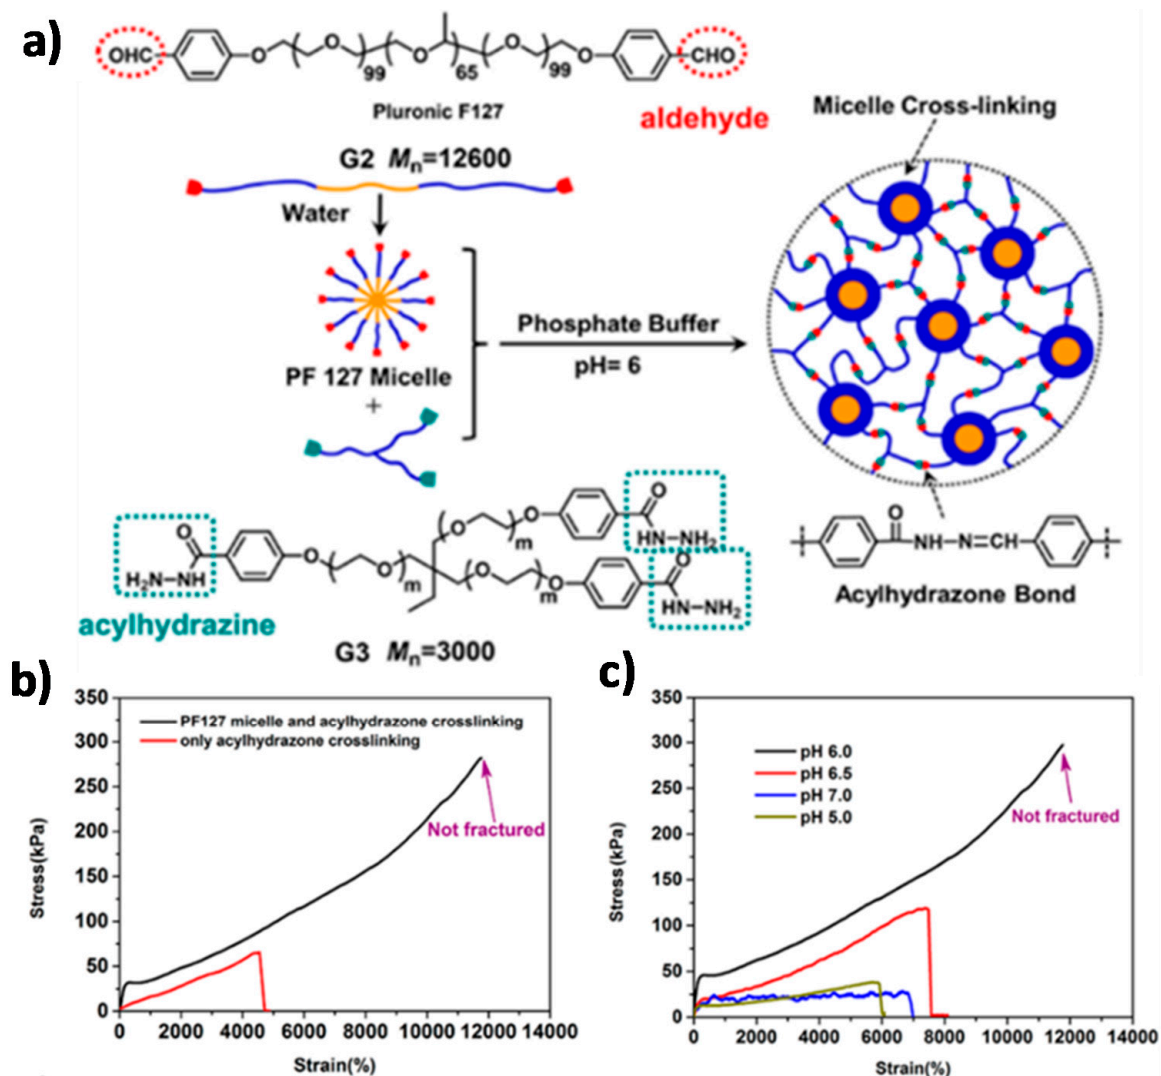 a)
OHC
O
O
99
O
65
O
99
O
CHO
Pluronic F127
aldehyde
G2 Mn=12600
Water
PF 127 Micelle
+
Phosphate Buffer
pH= 6
Micelle Cross-linking
O
NH
N=CH
Acylhydrazone Bond
O
H₂N−NH
O
O
m
O
m
O
O
HN−NH₂
O
m
O
O
HN−NH₂
acylhydrazine
G3 Mn=3000
b)
350
300
250
200
150
100
50
0
Stress(kPa)
PF127 micelle and acylhydrazone crosslinking
only acylhydrazone crosslinking
Not fractured
0 2000 4000 6000 8000 10000 12000 14000
Strain(%)
c)
350
300
250
200
150
100
50
0
Stress(kPa)
pH 6.0
pH 6.5
pH 7.0
pH 5.0
Not fractured
0 2000 4000 6000 8000 10000 12000 14000
Strain(%)